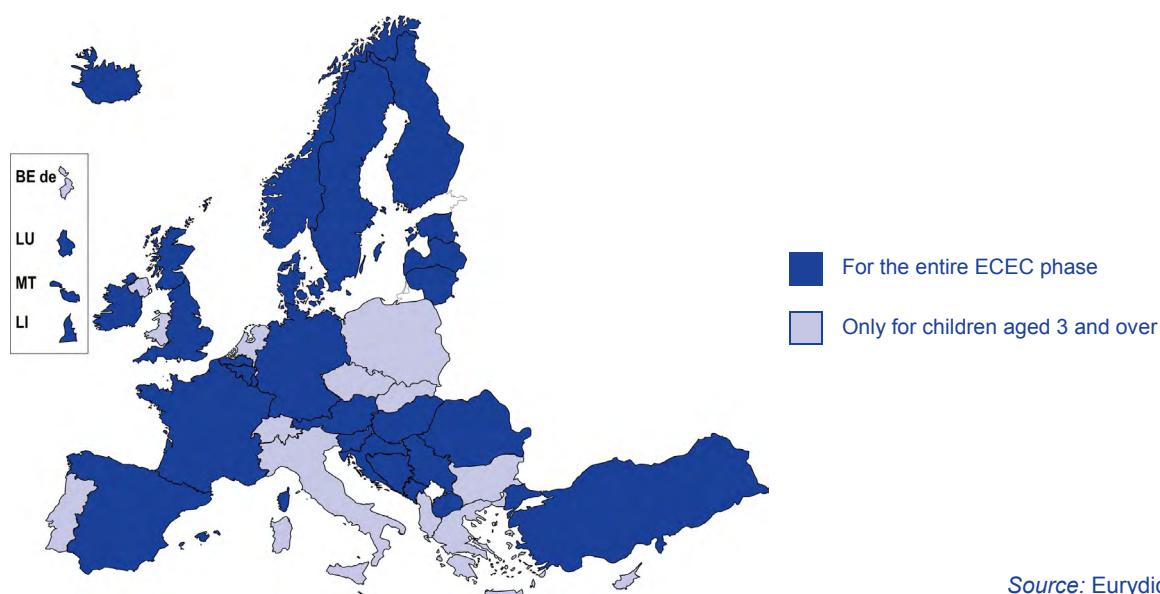 BE de
LU
MT
LI
For the entire ECEC phase
Only for children aged 3 and over
Source: Eurydic